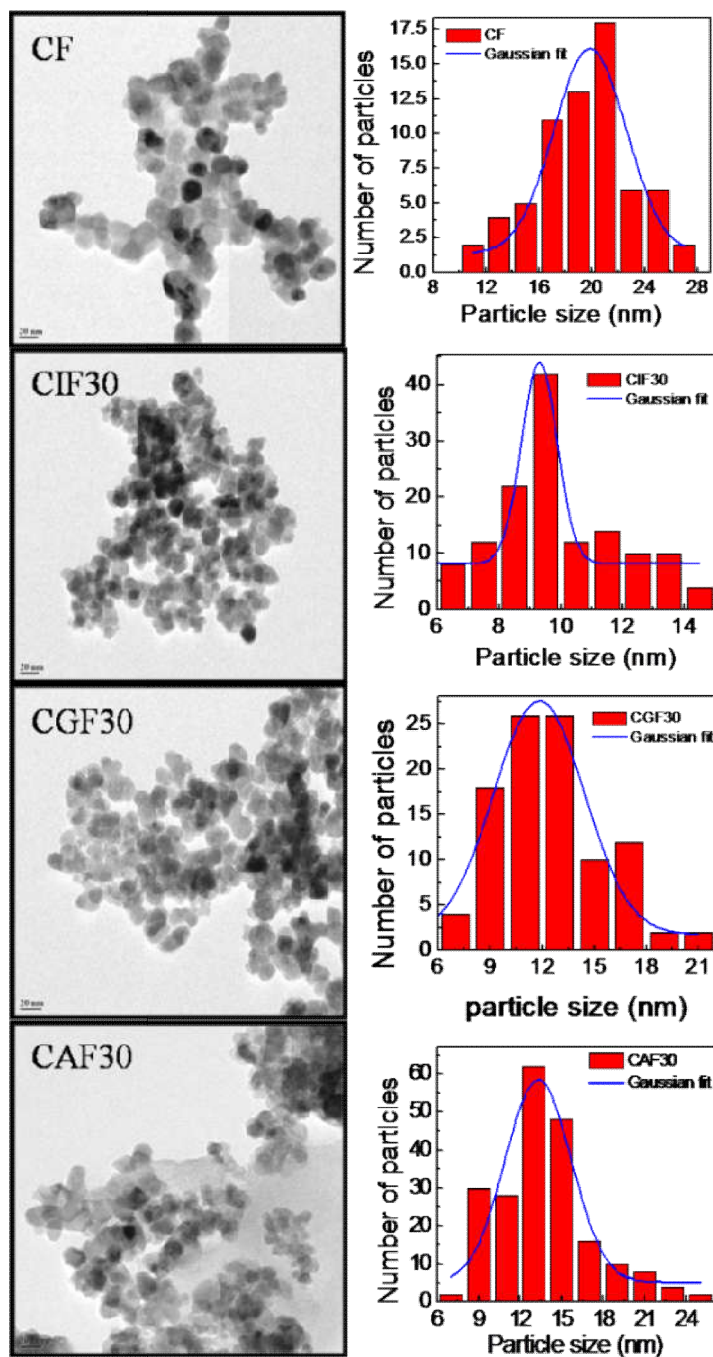 CF
20 nm
CF
Gaussian fit
17.5
15.0
12.5
10.0
7.5
5.0
2.5
0.0
8 12 16 20 24 28
Number of particles
Particle size (nm)
CIF30
20 nm
CIF30
Gaussian fit
40
30
20
10
0
6 8 10 12 14
Number of particles
Particle size (nm)
CGF30
20 nm
CGF30
Gaussian fit
25
20
15
10
5
0
6 9 12 15 18 21
Number of particles
particle size (nm)
CAF30
CAF30
Gaussian fit
60
50
40
30
20
10
0
9 12 15 18 21 24
Number of particles
Particle size (nm)